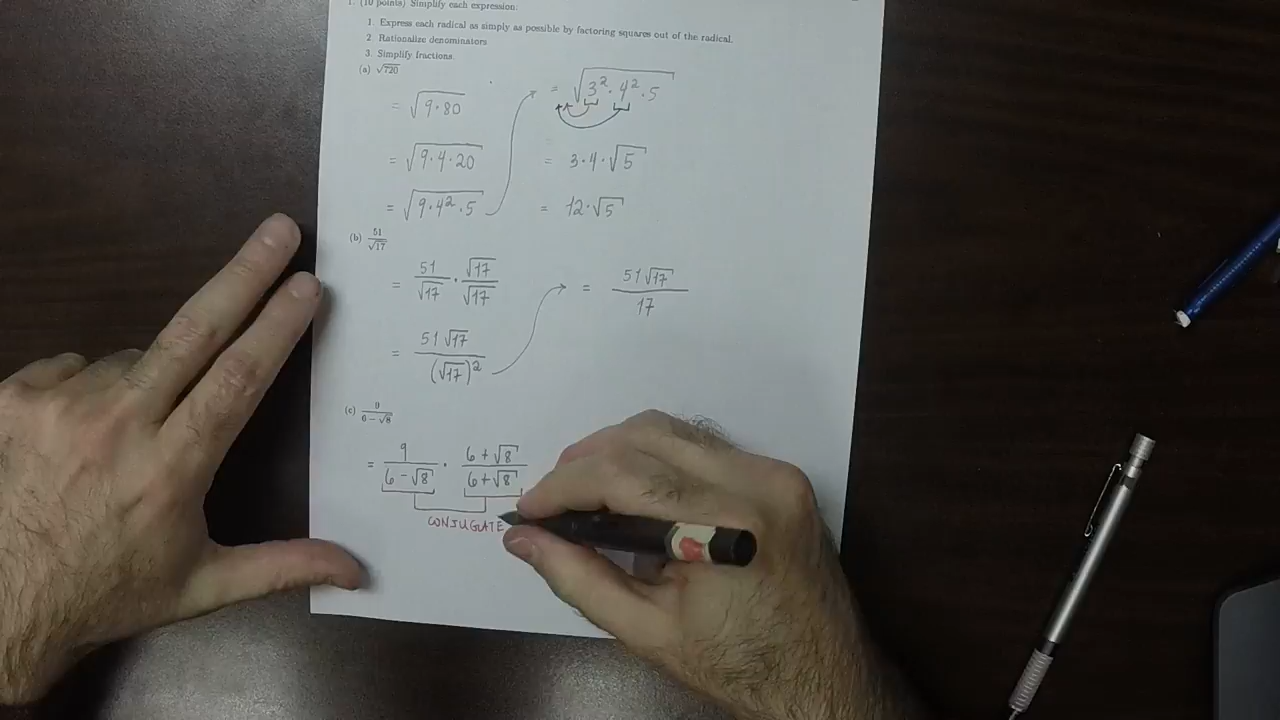 1. (10 points) Simplify each expression:
1. Express each radical as simply as possible by factoring squares out of the radical.
2. Rationalize denominators
3. Simplify fractions.
(a) √720
= √9·80
= √9·4·20
= √9·4²·5
= √3²·4²·5
= 3·4·√5
= 12·√5
(b) 51/√17
= 51/√17 · √17/√17
= 51√17/(√17)²
= 51√17/17
(c) 9/6−√8
= 9/6−√8 · 6+√8/6+√8
CONJUGATE